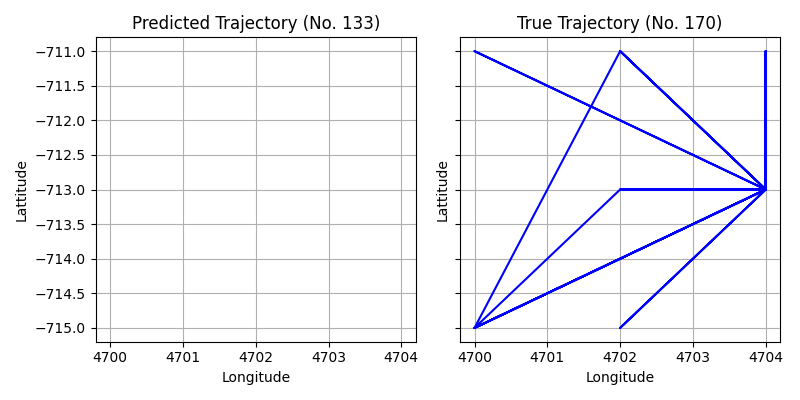 Predicted Trajectory (No. 133)
True Trajectory (No. 170)
Lattitude
−711.0
−711.5
−712.0
−712.5
−713.0
−713.5
−714.0
−714.5
−715.0
Lattitude
4700 4701 4702 4703 4704
4700 4701 4702 4703 4704
Longitude
Longitude